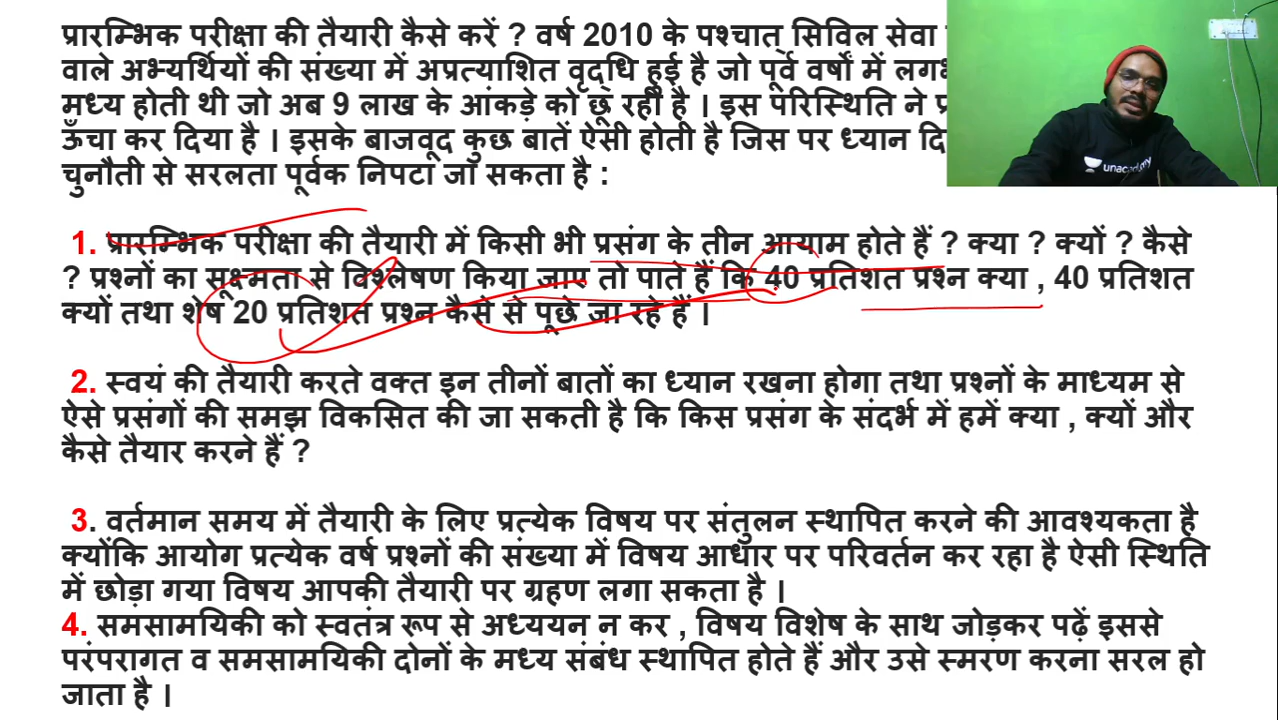 प्रारम्भिक परीक्षा की तैयारी कैसे करें ? वर्ष 2010 के पश्चात् सिविल सेवा
वाले अभ्यर्थियों की संख्या में अप्रत्याशित वृद्धि हुई है जो पूर्व वर्षों में
मध्य होती थी जो अब 9 लाख के आंकड़े को छू रही है । इस परिस्थिति ने
ऊँचा कर दिया है । इसके बाजवूद कुछ बातें ऐसी होती है जिस पर ध्यान
चुनौती से सरलता पूर्वक निपटा जा सकता है :
unacademy
1. प्रारम्भिक परीक्षा की तैयारी में किसी भी प्रसंग के तीन आयाम होते हैं ? क्या ? क्यों ? कैसे
? प्रश्नों का सूक्ष्मता से विश्लेषण किया जाए तो पाते हैं कि 40 प्रतिशत प्रश्न क्या , 40 प्रतिशत
क्यों तथा शेष 20 प्रतिशत प्रश्न कैसे से पूछे जा रहे हैं ।
2. स्वयं की तैयारी करते वक्त इन तीनों बातों का ध्यान रखना होगा तथा प्रश्नों के माध्यम से
ऐसे प्रसंगों की समझ विकसित की जा सकती है कि किस प्रसंग के संदर्भ में हमें क्या , क्यों और
कैसे तैयार करने हैं ?
3. वर्तमान समय में तैयारी के लिए प्रत्येक विषय पर संतुलन स्थापित करने की आवश्यकता है
क्योंकि आयोग प्रत्येक वर्ष प्रश्नों की संख्या में विषय आधार पर परिवर्तन कर रहा है ऐसी स्थिति
में छोड़ा गया विषय आपकी तैयारी पर ग्रहण लगा सकता है ।
4. समसामयिकी को स्वतंत्र रूप से अध्ययन न कर , विषय विशेष के साथ जोड़कर पढ़ें इससे
परंपरागत व समसामयिकी दोनों के मध्य संबंध स्थापित होते हैं और उसे स्मरण करना सरल हो
जाता है ।